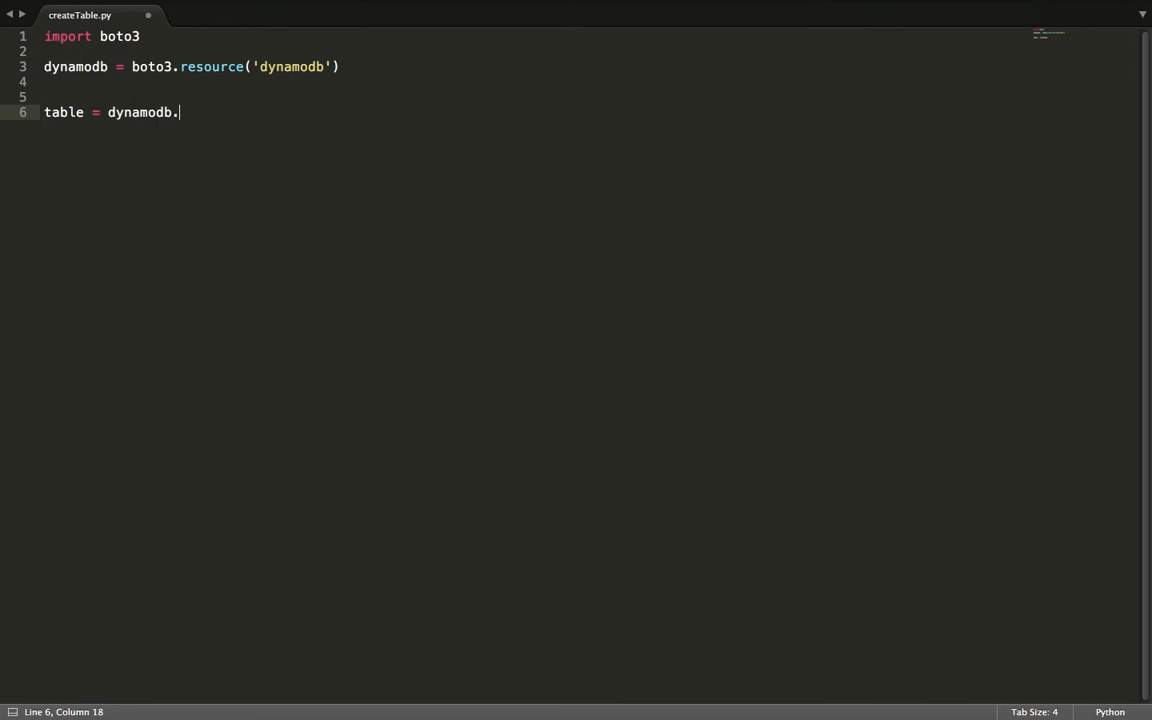 createTable.py
1 import boto3
2
3 dynamodb = boto3.resource('dynamodb')
4
5
6 table = dynamodb.
Line 6, Column 18
Tab Size: 4
Python